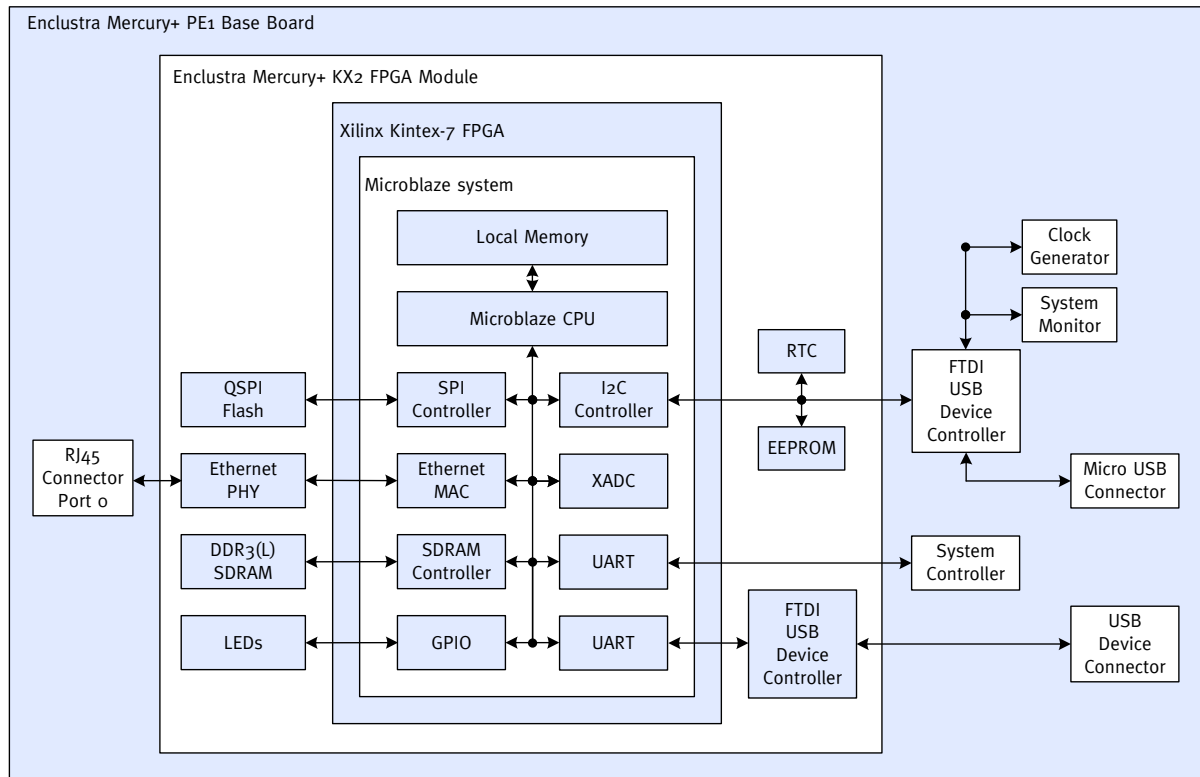 Enclustra Mercury+ PE1 Base Board
Enclustra Mercury+ KX2 FPGA Module
Xilinx Kintex-7 FPGA
Microblaze system
Local Memory
Microblaze CPU
QSPI
Flash
SPI
Controller
I2C
Controller
RTC
EEPROM
Clock
Generator
System
Monitor
FTDI
USB
Device
Controller
RJ45
Connector
Port 0
Ethernet
PHY
Ethernet
MAC
XADC
Micro USB
Connector
DDR3(L)
SDRAM
SDRAM
Controller
UART
System
Controller
LEDs
GPIO
UART
FTDI
USB
Device
Controller
USB
Device
Connector